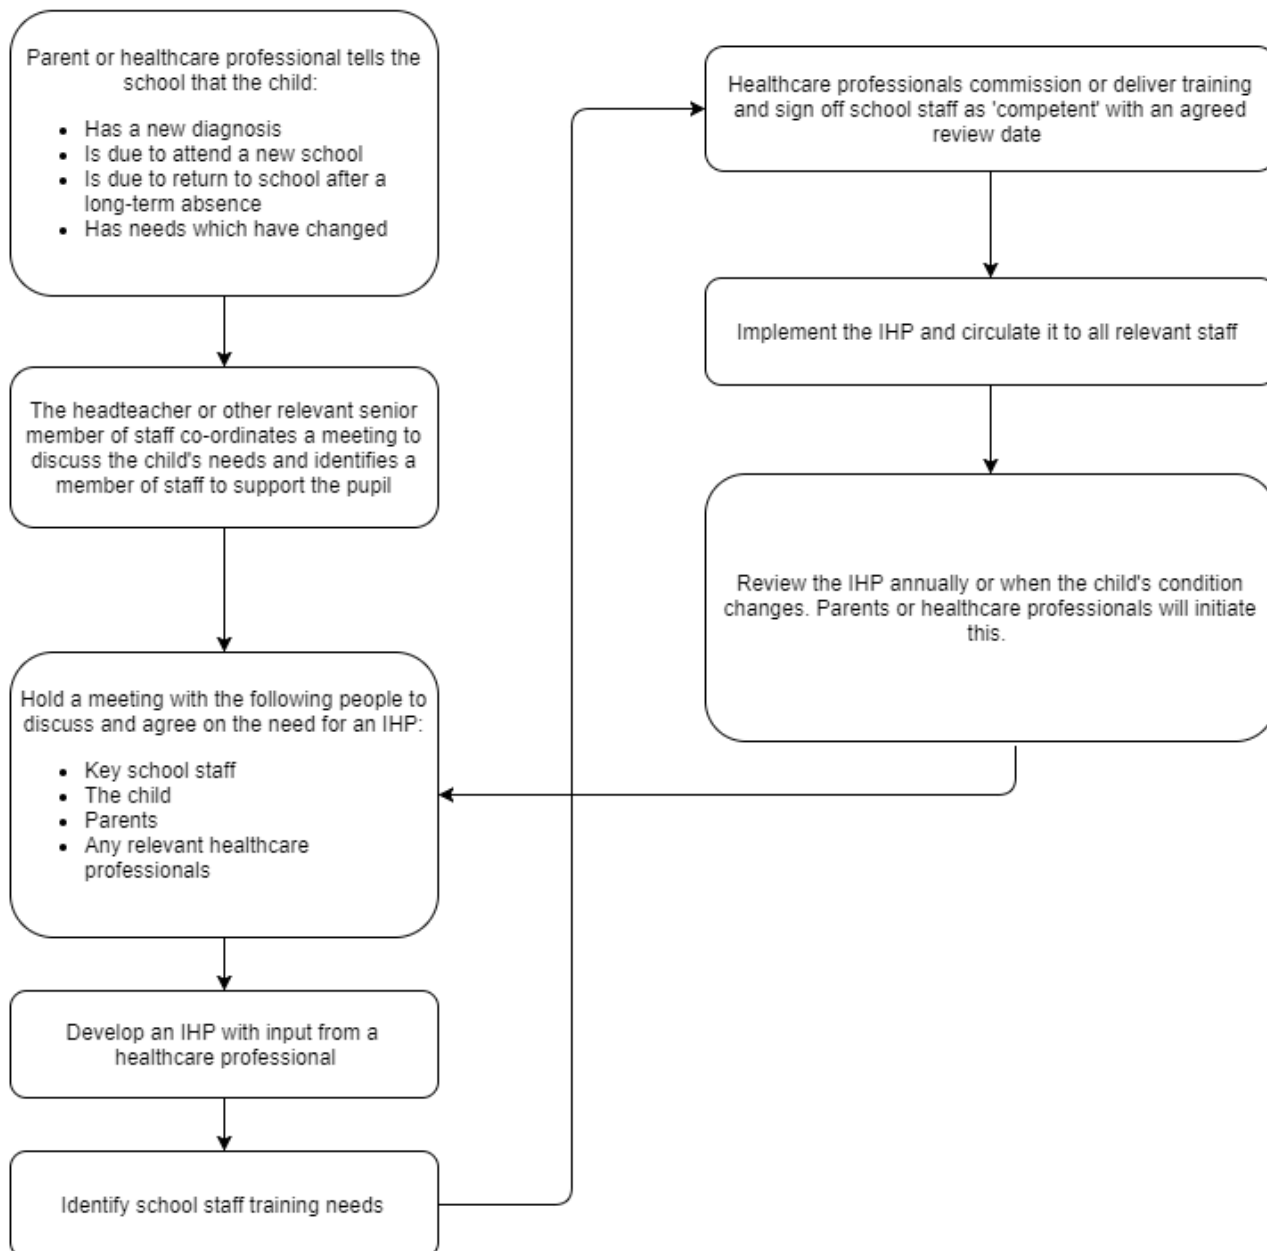 Parent or healthcare professional tells the
school that the child:
• Has a new diagnosis
• Is due to attend a new school
• Is due to return to school after a
long-term absence
• Has needs which have changed
The headteacher or other relevant senior
member of staff co-ordinates a meeting to
discuss the child's needs and identifies a
member of staff to support the pupil
Hold a meeting with the following people to
discuss and agree on the need for an IHP:
• Key school staff
• The child
• Parents
• Any relevant healthcare
professionals
Develop an IHP with input from a
healthcare professional
Identify school staff training needs
Healthcare professionals commission or deliver training
and sign off school staff as 'competent' with an agreed
review date
Implement the IHP and circulate it to all relevant staff
Review the IHP annually or when the child's condition
changes. Parents or healthcare professionals will initiate
this.